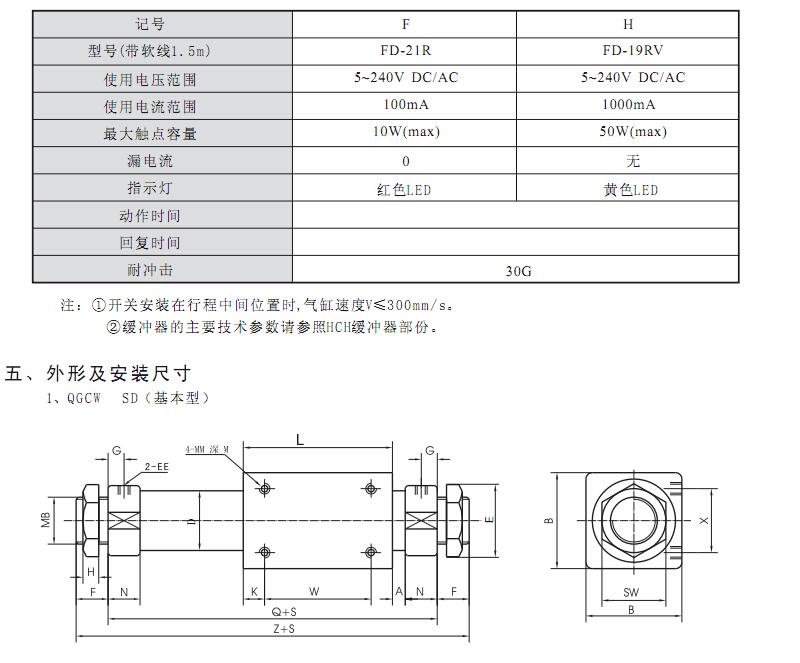 记号 F H
型号(带软线1.5m) FD-21R FD-19RV
使用电压范围 5~240V DC/AC 5~240V DC/AC
使用电流范围 100mA 1000mA
最大触点容量 10W(max) 50W(max)
漏电流 0 无
指示灯 红色LED 黄色LED
动作时间
回复时间
耐冲击 30G
注: ①开关安装在行程中间位置时,气缸速度V≤300mm/s。
②缓冲器的主要技术参数请参照HCH缓冲器部份。
五、外形及安装尺寸
1、QGCW SD（基本型）
L
G 4-MM 深 M G
2-EE
MB D E B X
H
F N K W A N F SW
Q+S B
Z+S